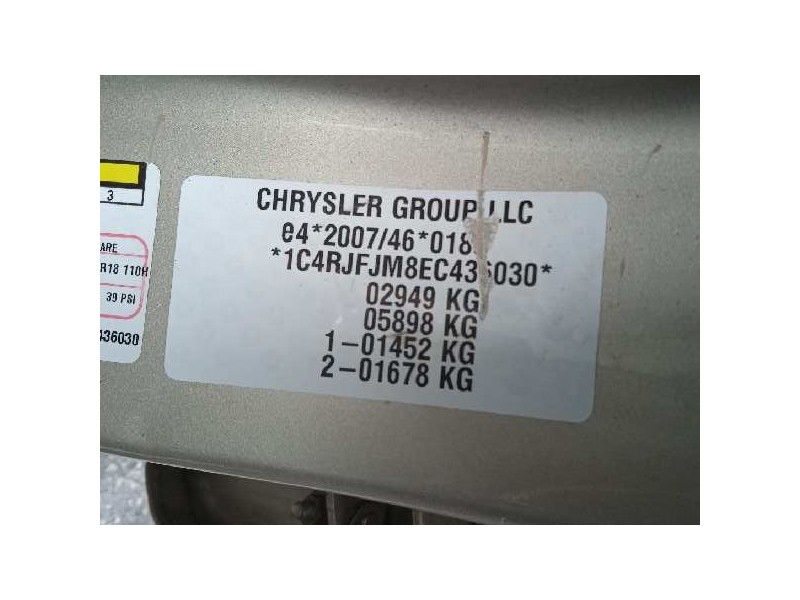 3
ARE
R18 110H
39 PSI
436030
CHRYSLER GROUP LLC
e4*2007/46*018
*1C4RJFJM8EC436030*
02949 KG
05898 KG
1-01452 KG
2-01678 KG